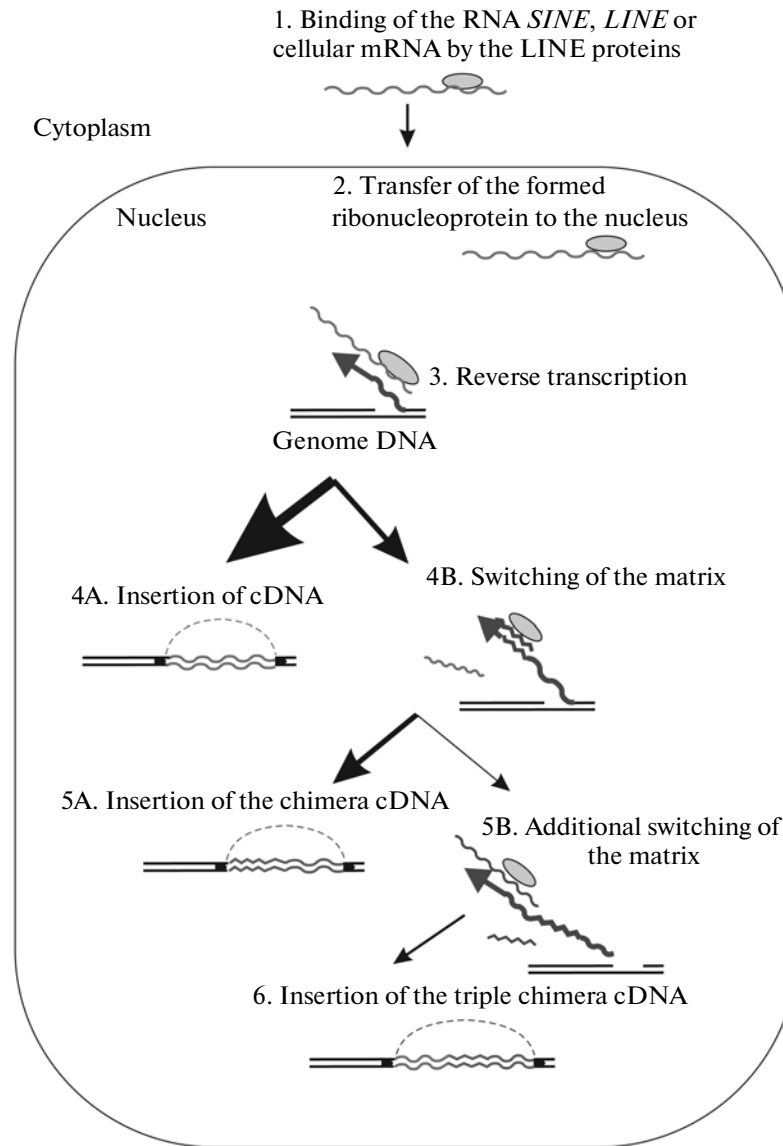 1. Binding of the RNA SINE, LINE or
cellular mRNA by the LINE proteins
Cytoplasm
2. Transfer of the formed
Nucleus
ribonucleoprotein to the nucleus
3. Reverse transcription
Genome DNA
4A. Insertion of cDNA
4B. Switching of the matrix
5A. Insertion of the chimera cDNA
5B. Additional switching of
the matrix
6. Insertion of the triple chimera cDNA